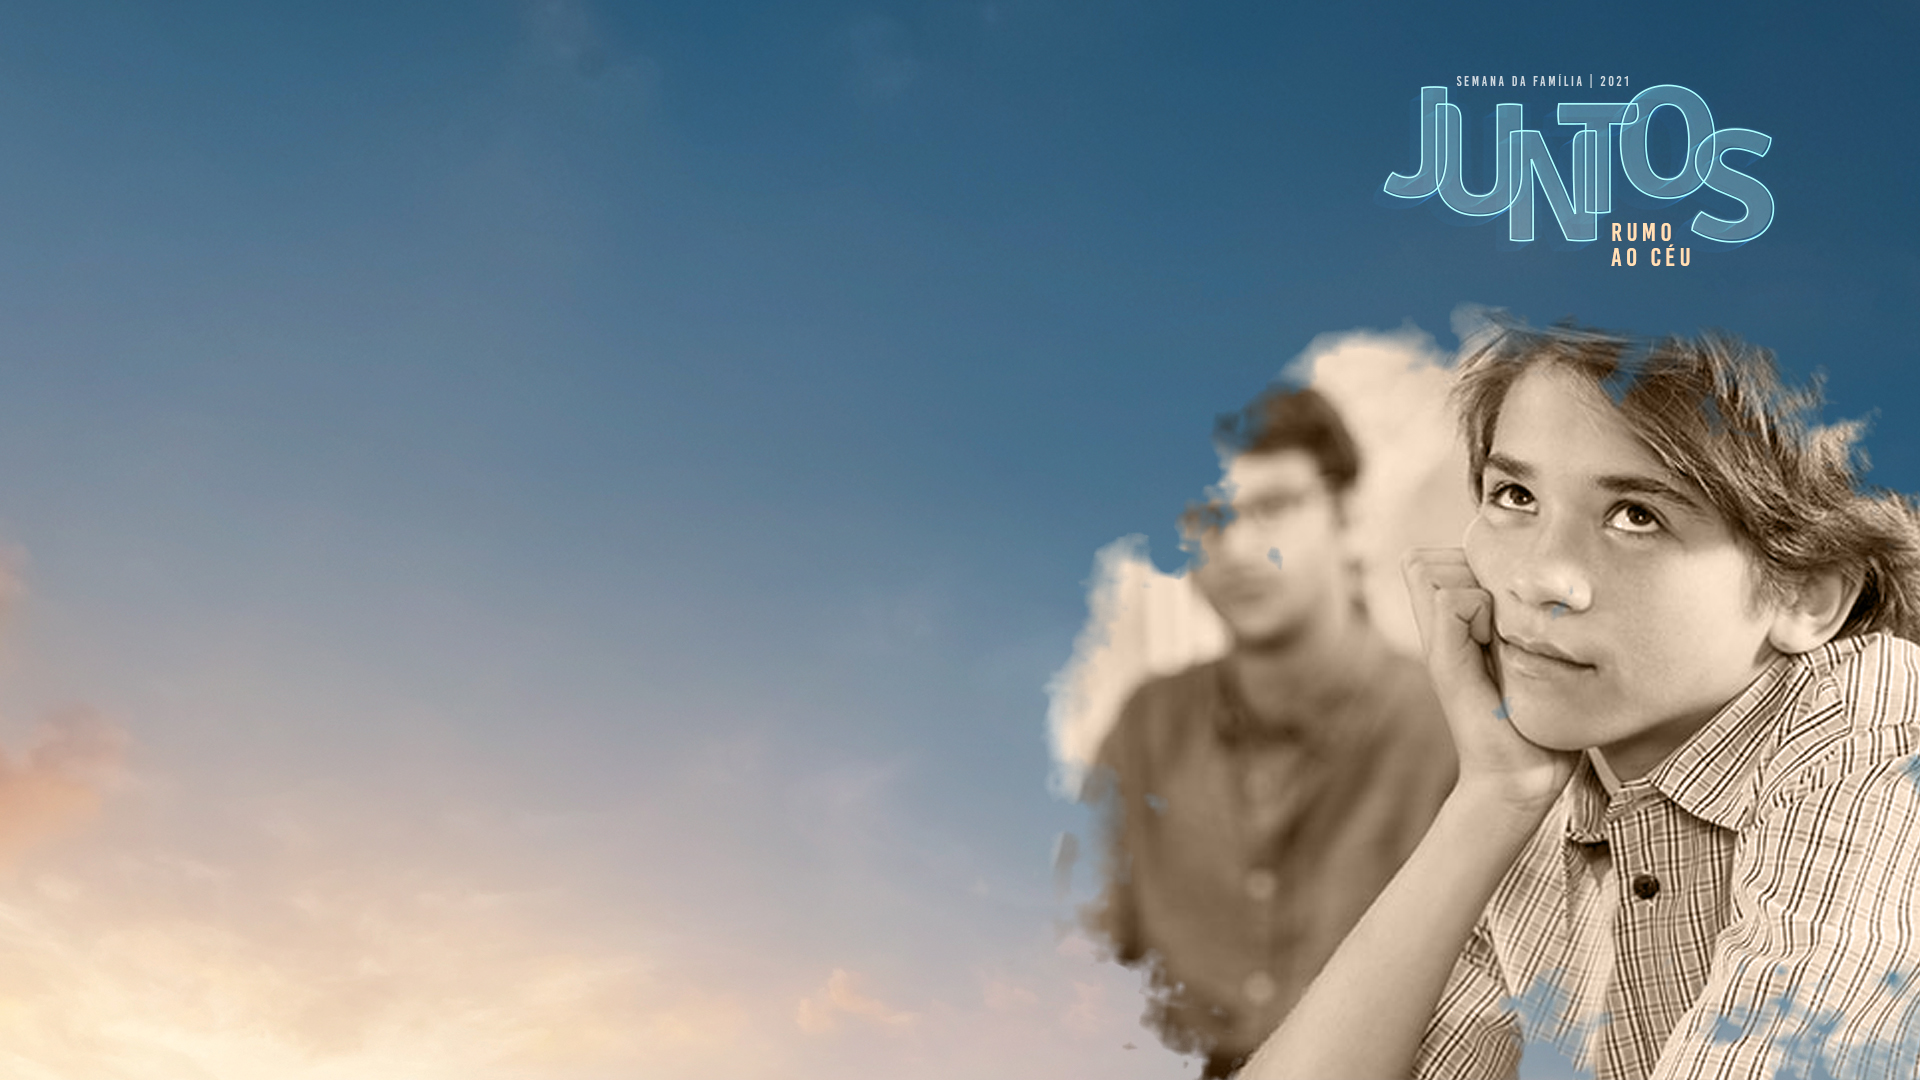 SEMANA DA FAMÍLIA | 2021
JUNTOS
RUMO
AO CÉU